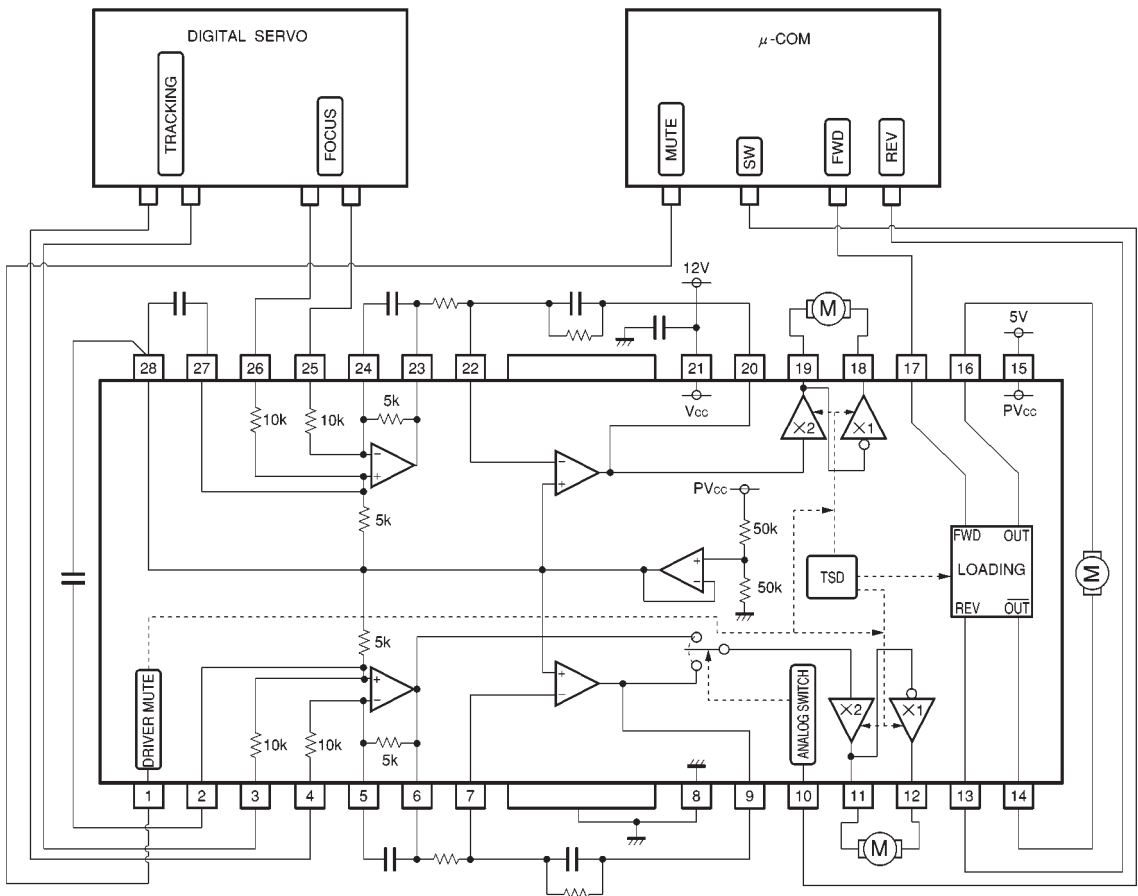 DIGITAL SERVO
TRACKING
FOCUS
μ-COM
MUTE
SW
FWD
REV
12V
5V
28
27
26
25
24
23
22
21
20
19
18
17
16
15
10k
10k
5k
Vcc
×2
×1
PVcc
5k
PVcc
50k
50k
TSD
FWD
OUT
LOADING
REV
OUT
M
M
5k
DRIVER MUTE
10k
10k
5k
ANALOG SWITCH
×2
×1
1
2
3
4
5
6
7
8
9
10
11
12
13
14
M